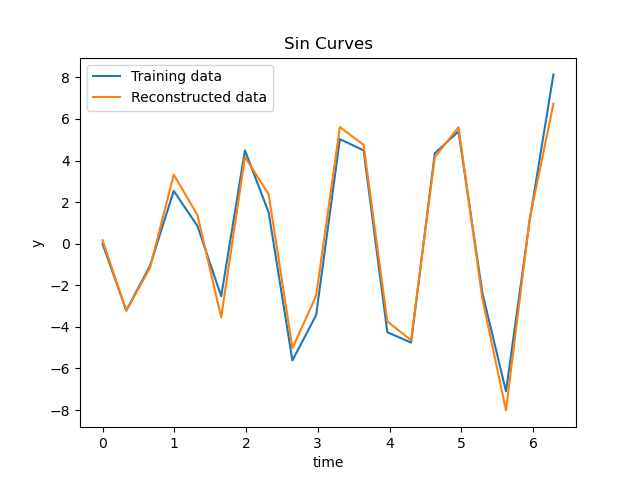 Sin Curves
Training data
Reconstructed data
8
6
4
2
0
−2
−4
−6
−8
y
0 1 2 3 4 5 6
time